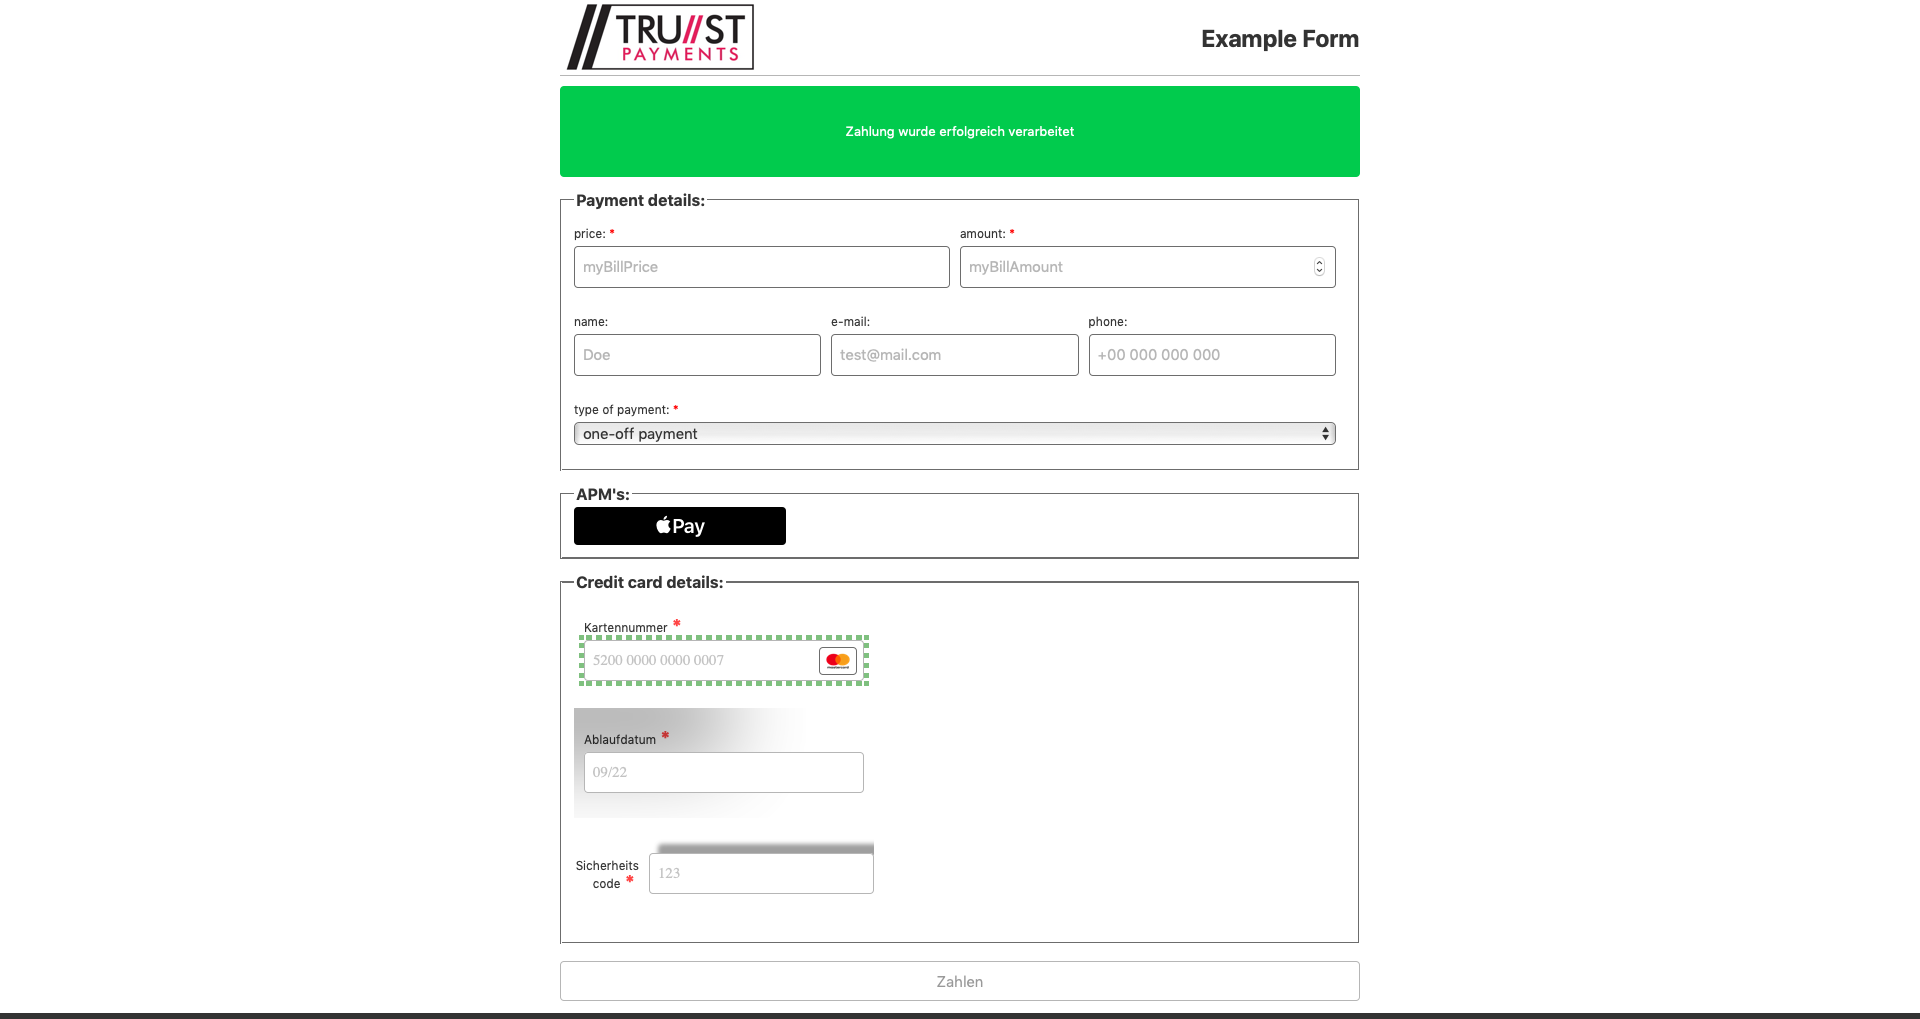 TRU//ST
PAYMENTS
Example Form
Zahlung wurde erfolgreich verarbeitet
Payment details:
price: *
amount: *
myBillPrice
myBillAmount
name:
e-mail:
phone:
Doe
test@mail.com
+00 000 000 000
type of payment: *
one-off payment
APM's:
Pay
Credit card details:
Kartennummer *
5200 0000 0000 0007
Ablaufdatum *
09/22
Sicherheits
code *
123
Zahlen